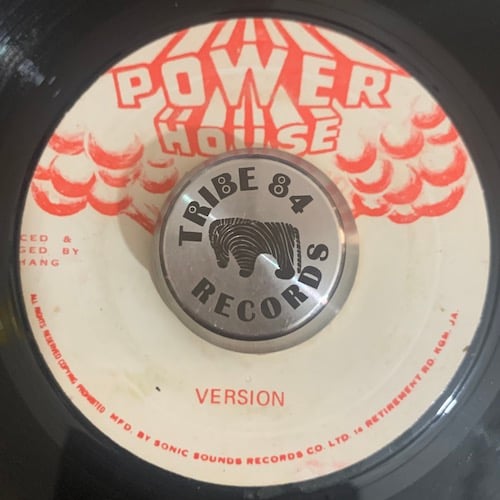 POWER
HOUSE
TRIBE 84
RECORDS
CED &
GED BY
HANG
VERSION
ALL RIGHTS RESERVED COPYING PROHIBITED MFD. BY SONIC SOUNDS RECORDS CO. LTD. 14 RETIREMENT RD. KGN. JA.